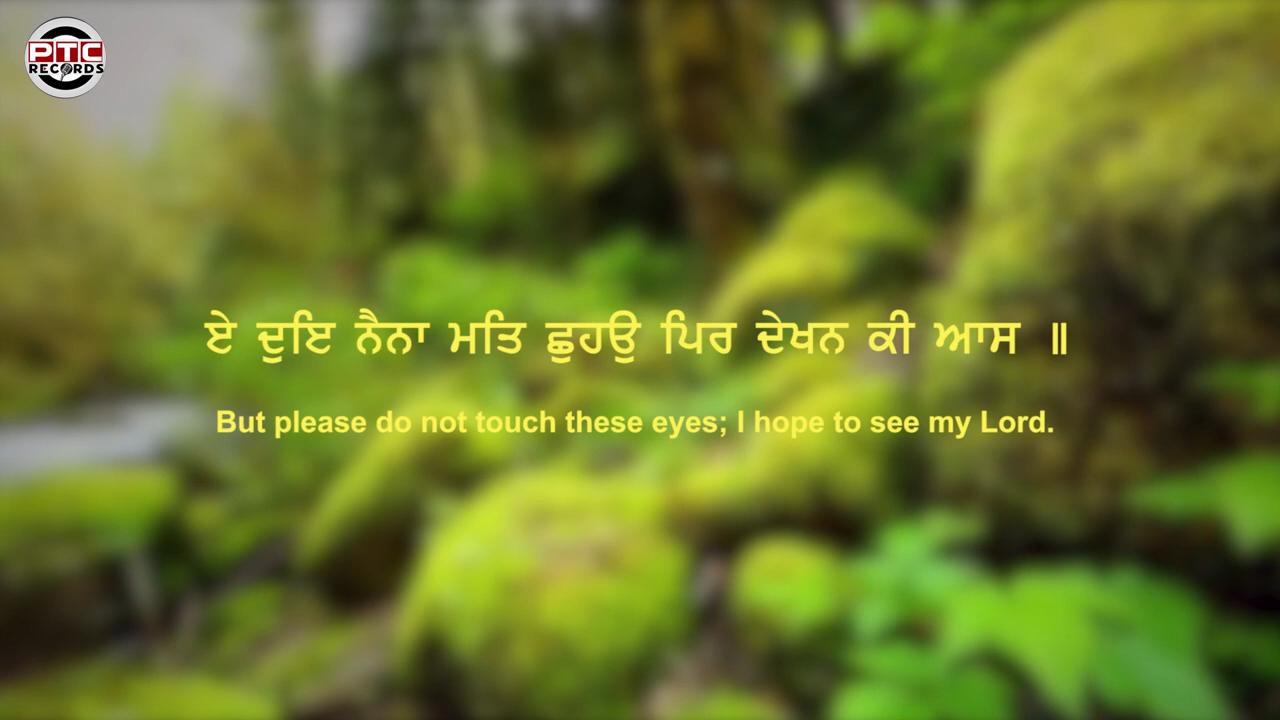 PTC
RECORDS
ਏ ਦੁਇ ਨੈਨਾ ਮਤਿ ਛੁਹਉ ਪਿਰ ਦੇਖਨ ਕੀ ਆਸ ॥
But please do not touch these eyes; I hope to see my Lord.